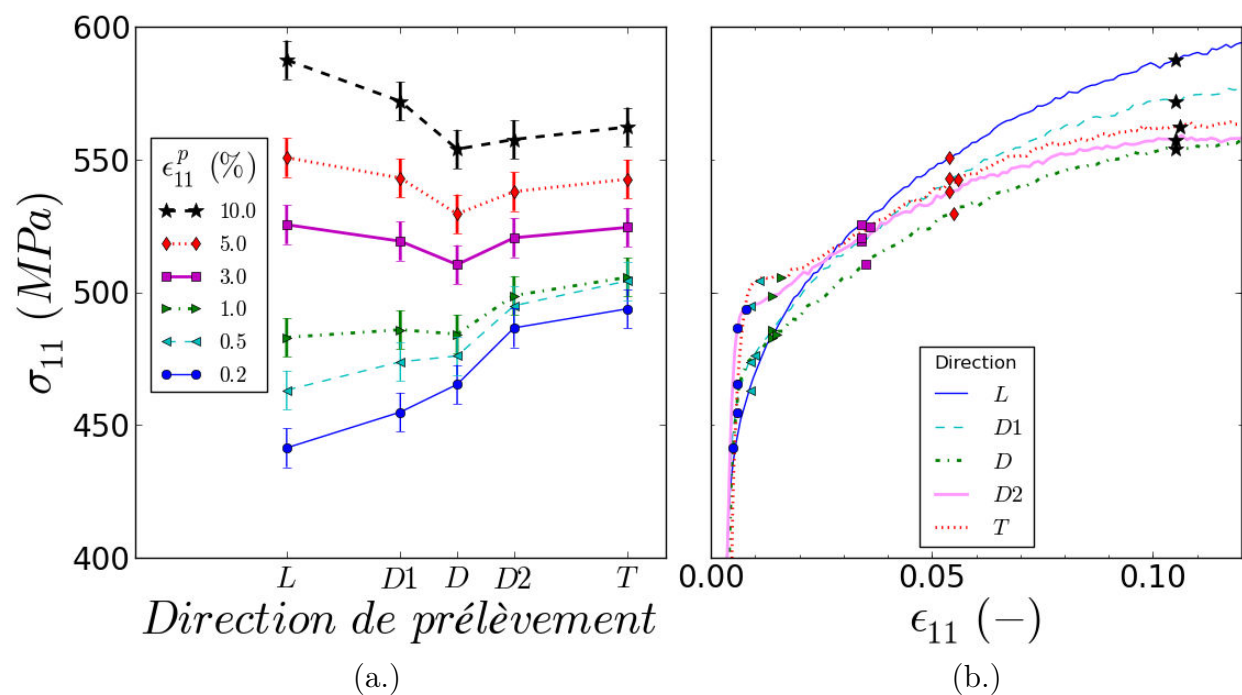 600
550
500
450
400
σ₁₁ (MPa)
ϵᵖ₁₁ (%)
10.0
5.0
3.0
1.0
0.5
0.2
L D1 D D2 T
Direction de prélèvement
(a.)
Direction
L
D1
D
D2
T
0.00 0.05 0.10
ϵ₁₁ (−)
(b.)